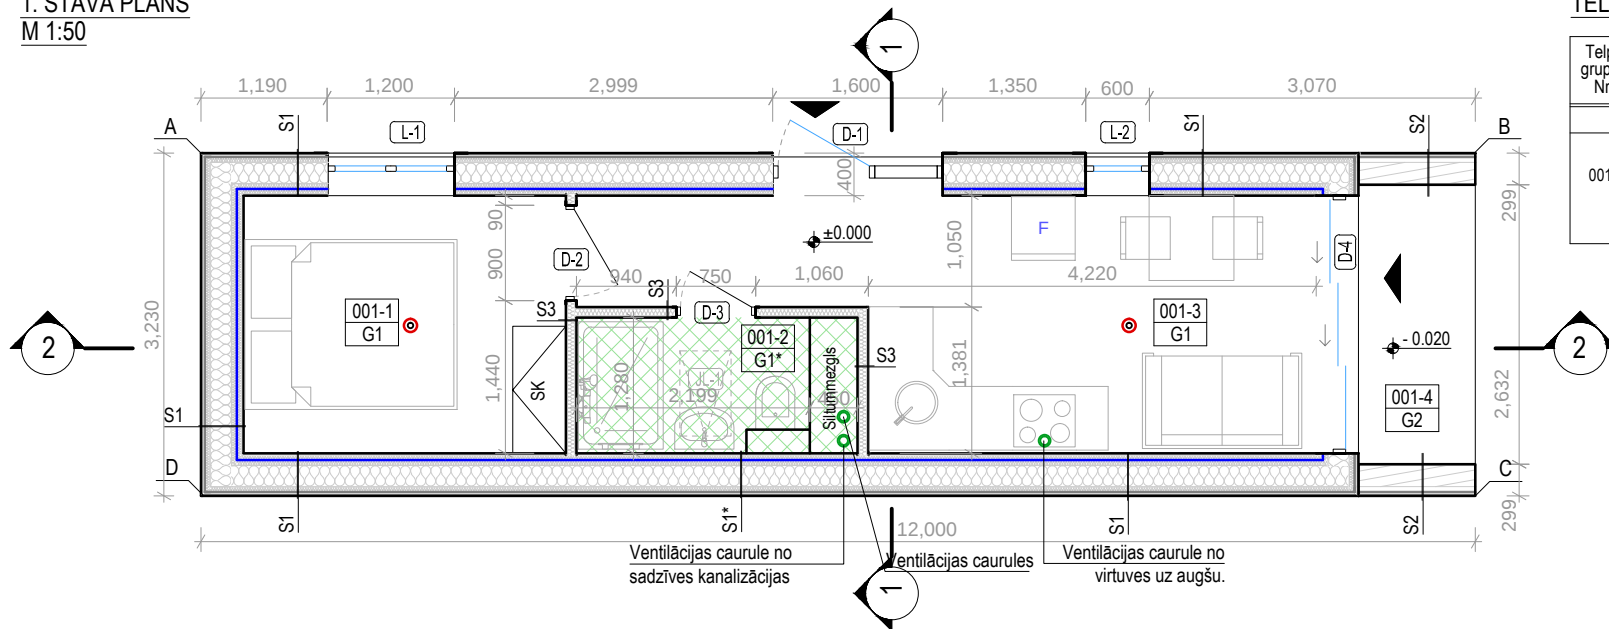 1. STĀVA PLĀNS
M 1:50
Nr
001
1
1,190
1,200
2,999
1,600
1,350
600
3,070
A
S1
L-1
D-1
L-2
S1
S2
B
400
299
90
900
D-2
±0.000
F
1,050
D-4
940
750
1,060
4,220
S3
3,230
2
001-1
G1
S3
D-3
001-2
G1*
001-3
G1
- 0.020
2
S3
1,381
1,440
SK
1,280
2,199
Siltummezgls
001-4
G2
2,632
S1
D
C
S1
S1*
S1
S2
299
12,000
Ventilācijas caurule no
sadzīves kanalizācijas
Ventilācijas caurules
Ventilācijas caurule no
virtuves uz augšu.
1